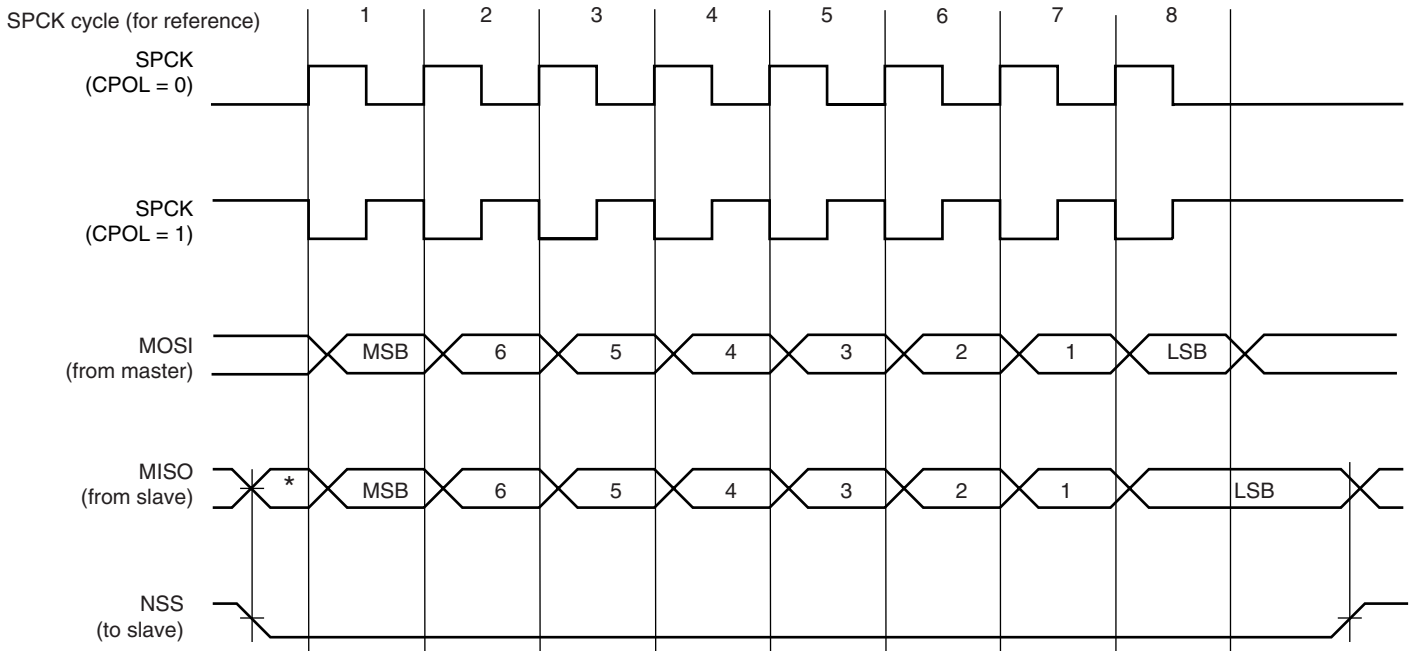 SPCK cycle (for reference) 1 2 3 4 5 6 7 8
SPCK
(CPOL = 0)
SPCK
(CPOL = 1)
MOSI
(from master)
MSB 6 5 4 3 2 1 LSB
MISO
(from slave)
* MSB 6 5 4 3 2 1 LSB
NSS
(to slave)